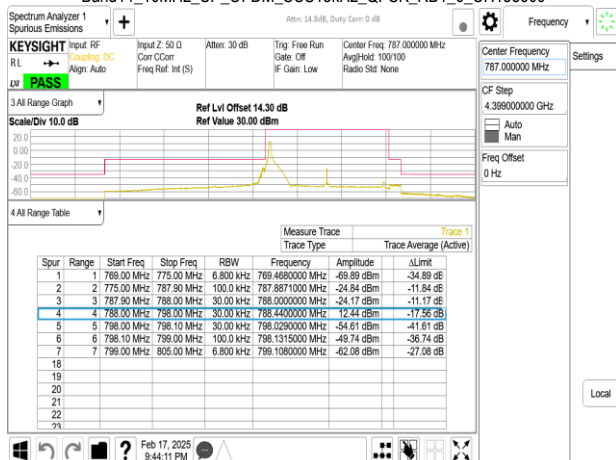 Spectrum Analyzer 1
Spurious Emissions
Attn: 14.3dB, Duty Carr: 0 dB
Frequency
Settings
KEYSIGHT Input: RF Input Z: 50 Ω Atten: 30 dB Trig: Free Run Center Freq: 787.000000 MHz
RL Coupling: DC Corr CCorr Gate: Off Avg|Hold: 100/100
Align: Auto Freq Ref: Int (S) IF Gain: Low Radio Std: None
LXI PASS
Center Frequency
787.000000 MHz
CF Step
4.399000000 GHz
Auto
Man
Freq Offset
0 Hz
3 All Range Graph
Ref Lvl Offset 14.30 dB
Scale/Div 10.0 dB Ref Value 30.00 dBm
20.0
0.00
-20.0
-40.0
-60.0
4 All Range Table
Measure Trace Trace 1
Trace Type Trace Average (Active)
Spur Range Start Freq Stop Freq RBW Frequency Amplitude ΔLimit
1 1 769.00 MHz 775.00 MHz 6.800 kHz 769.4680000 MHz -69.89 dBm -34.89 dB
2 2 775.00 MHz 787.90 MHz 100.0 kHz 787.8871000 MHz -24.84 dBm -11.84 dB
3 3 787.90 MHz 788.00 MHz 30.00 kHz 788.0000000 MHz -24.17 dBm -11.17 dB
4 4 788.00 MHz 798.00 MHz 30.00 kHz 788.4400000 MHz 12.44 dBm -17.56 dB
5 5 798.00 MHz 798.10 MHz 30.00 kHz 798.0290000 MHz -54.61 dBm -41.61 dB
6 6 798.10 MHz 799.00 MHz 100.0 kHz 798.1315000 MHz -49.74 dBm -36.74 dB
7 7 799.00 MHz 805.00 MHz 6.800 kHz 799.1080000 MHz -62.08 dBm -27.08 dB
18
19
20
21
22
23
Local
Feb 17, 2025
9:44:11 PM